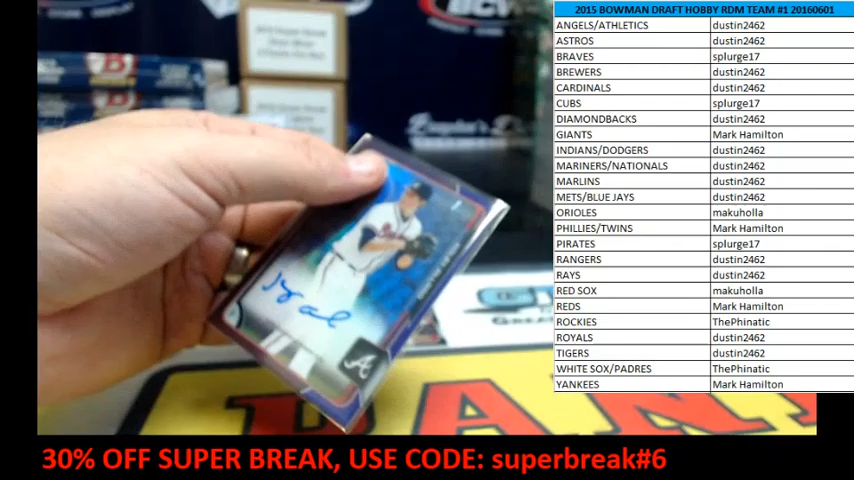 2015 BOWMAN DRAFT HOBBY RDM TEAM #1 20160601
ANGELS/ATHLETICS dustin2462
ASTROS dustin2462
BRAVES splurge17
BREWERS dustin2462
CARDINALS dustin2462
CUBS splurge17
DIAMONDBACKS dustin2462
GIANTS Mark Hamilton
INDIANS/DODGERS dustin2462
MARINERS/NATIONALS dustin2462
MARLINS dustin2462
METS/BLUE JAYS dustin2462
ORIOLES makuholla
PHILLIES/TWINS Mark Hamilton
PIRATES splurge17
RANGERS dustin2462
RAYS dustin2462
RED SOX makuholla
REDS Mark Hamilton
ROCKIES ThePhinatic
ROYALS dustin2462
TIGERS dustin2462
WHITE SOX/PADRES ThePhinatic
YANKEES Mark Hamilton
30% OFF SUPER BREAK, USE CODE: superbreak#6